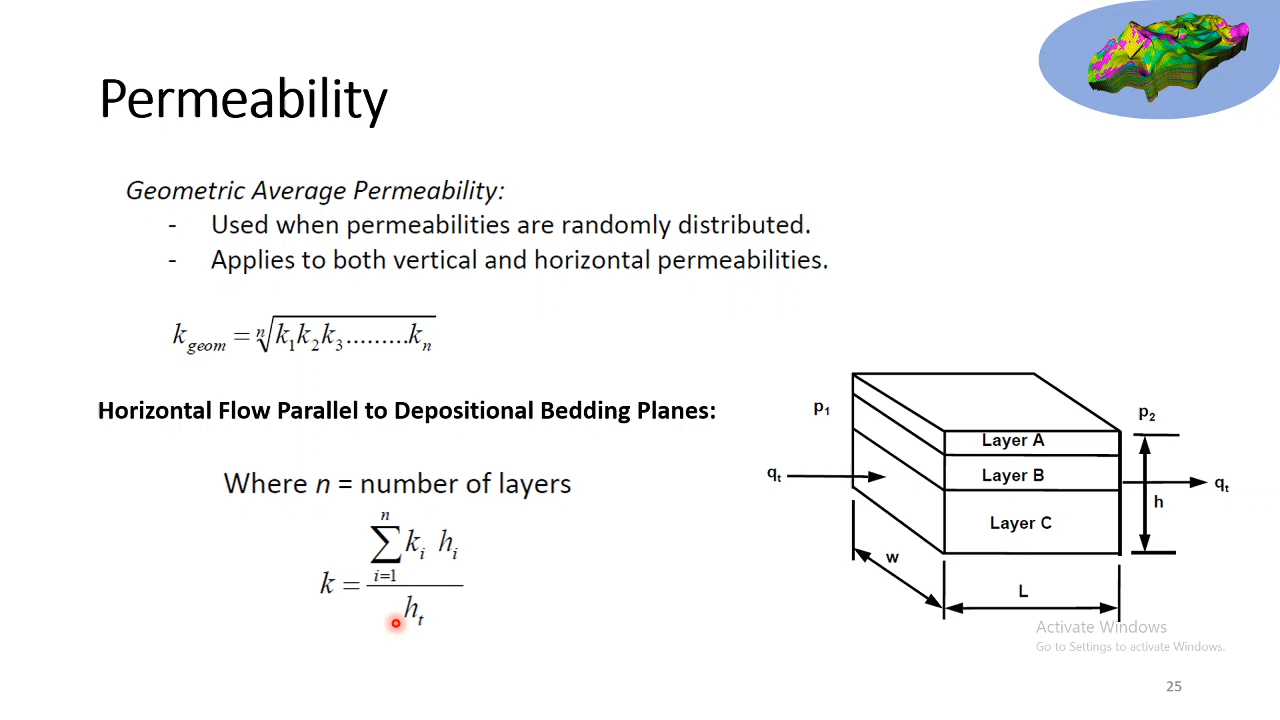 Permeability
Geometric Average Permeability:
- Used when permeabilities are randomly distributed.
- Applies to both vertical and horizontal permeabilities.
k_geom = ⁿ√(k₁k₂k₃.........kₙ)
Horizontal Flow Parallel to Depositional Bedding Planes:
Where n = number of layers
k = ∑_{i=1}^{n} k_i h_i / h_t
p₁
p₂
Layer A
Layer B
Layer C
q_t
q_t
h
w
L
Activate Windows
Go to Settings to activate Windows.
25